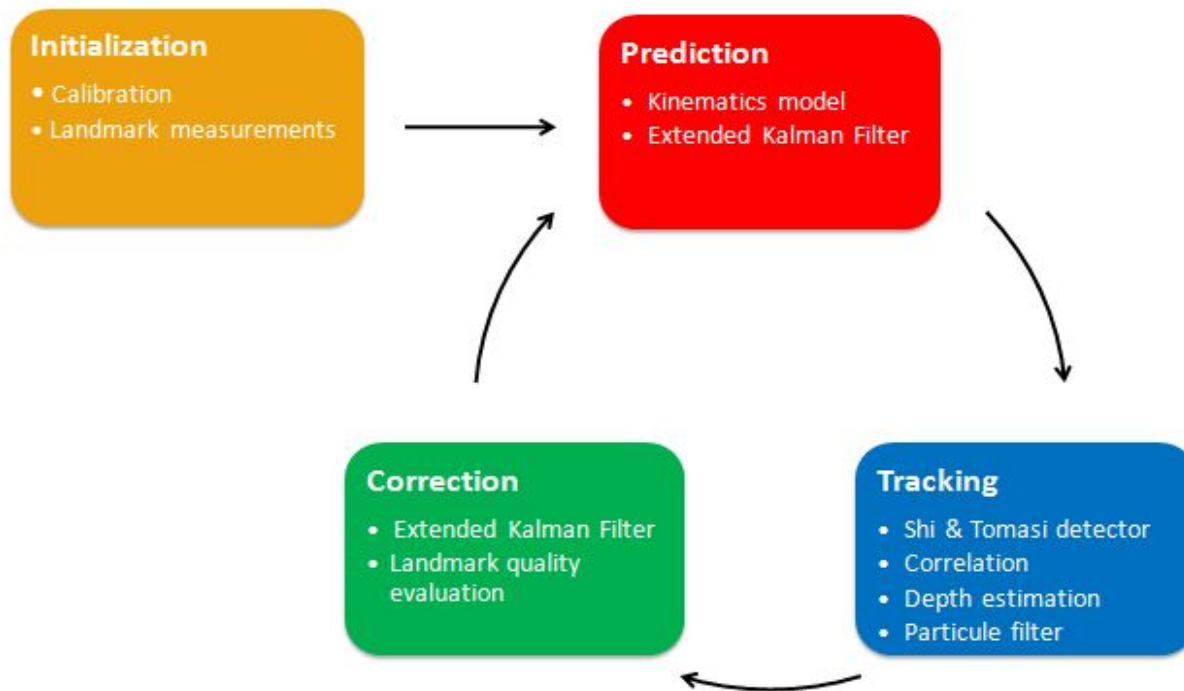 Initialization
• Calibration
• Landmark measurements
Prediction
• Kinematics model
• Extended Kalman Filter
Correction
• Extended Kalman Filter
• Landmark quality
evaluation
Tracking
• Shi & Tomasi detector
• Correlation
• Depth estimation
• Particule filter